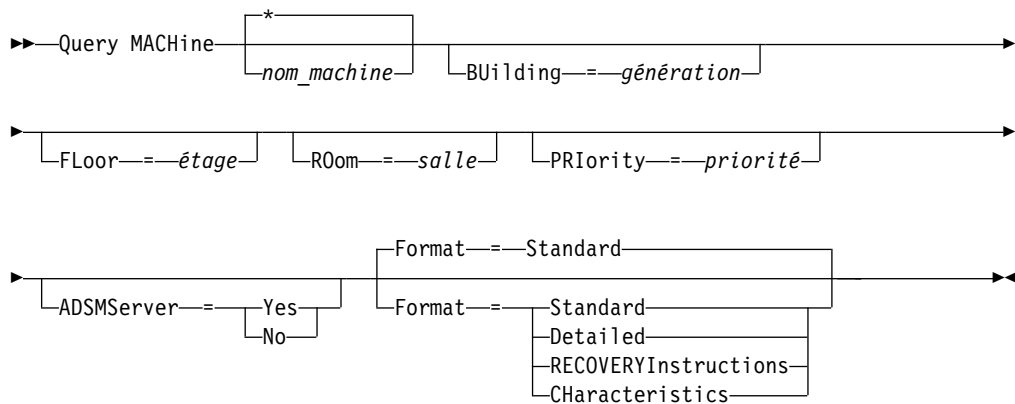 *
Query MACHine nom_machine BUilding = génération
FLoor = étage ROom = salle PRIority = priorité
Format = Standard
ADSMServer = Yes Format = Standard
No Detailed
RECOVERYInstructions
CHaracteristics